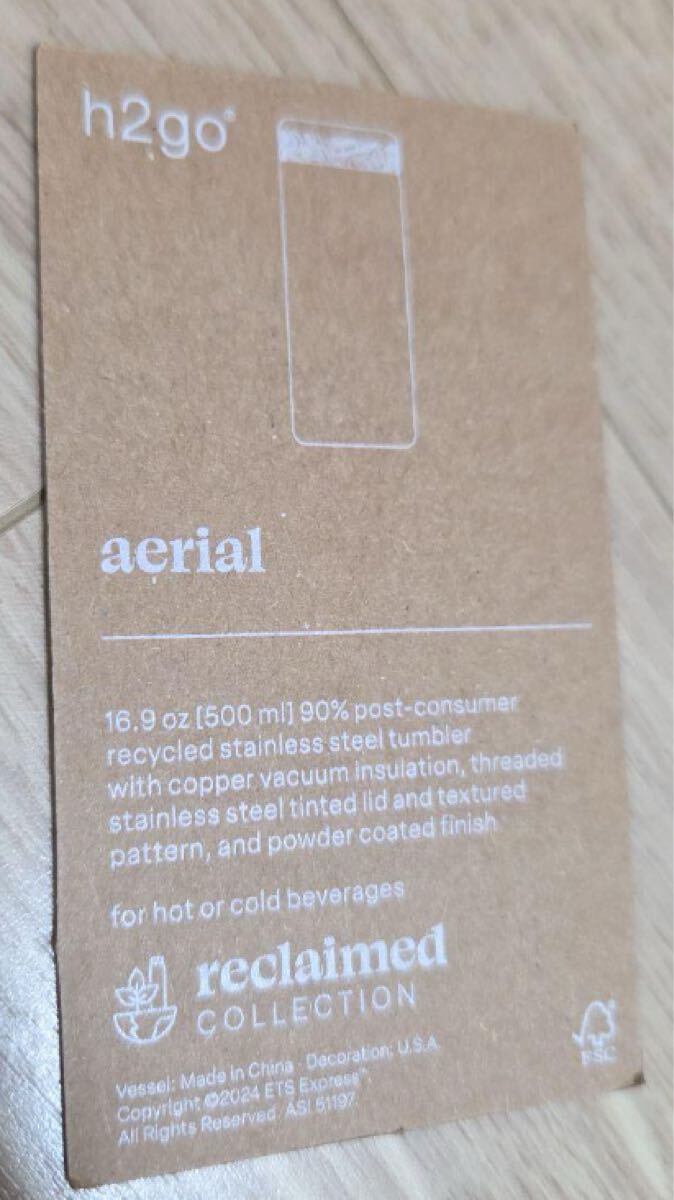 h2go®
aerial
16.9 oz [500 ml] 90% post-consumer
recycled stainless steel tumbler
with copper vacuum insulation, threaded
stainless steel tinted lid and textured
pattern, and powder coated finish
for hot or cold beverages
reclaimed
COLLECTION
Vessel: Made in China · Decoration: U.S.A
Copyright ©2024 ETS Express
All Rights Reserved ASI 51197
FSC